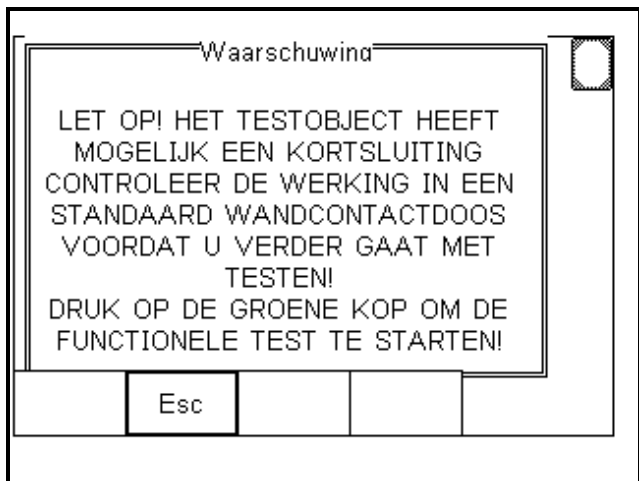 Waarschuwing
LET OP! HET TESTOBJECT HEEFT
MOGELIJK EEN KORTSLUITING
CONTROLEER DE WERKING IN EEN
STANDAARD WANDCONTACTDOOS
VOORDAT U VERDER GAAT MET
TESTEN!
DRUK OP DE GROENE KOP OM DE
FUNCTIONELE TEST TE STARTEN!
Esc